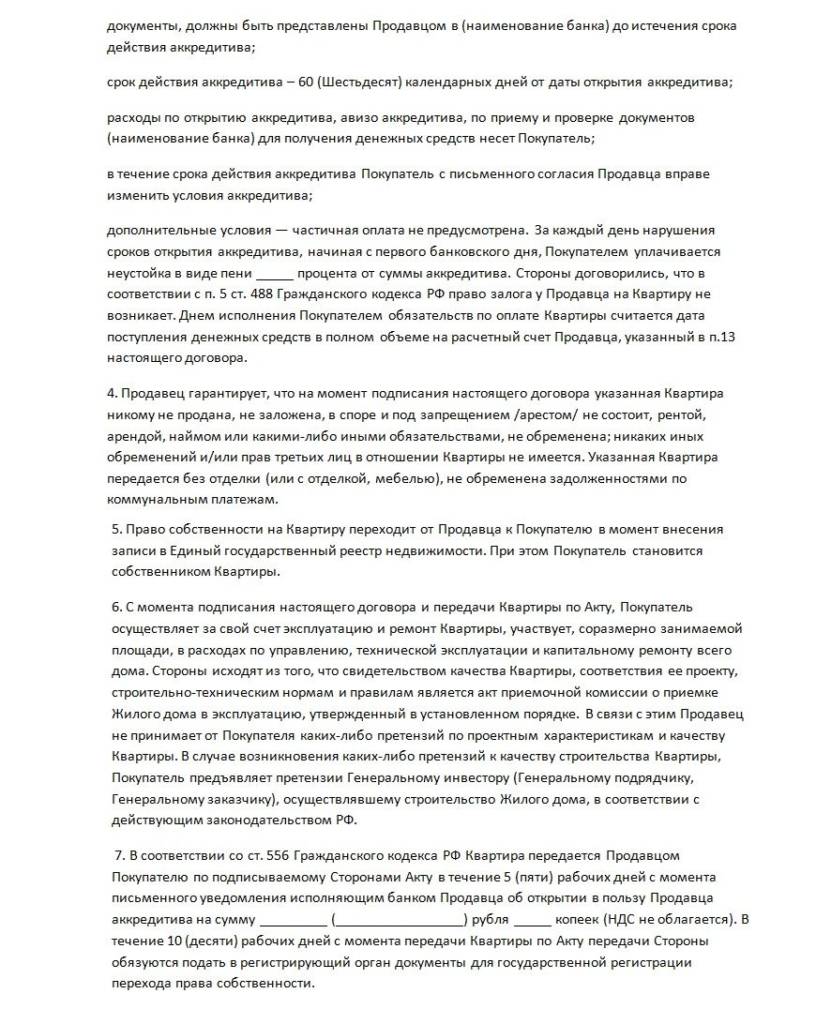 документы, должны быть представлены Продавцом в (наименование банка) до истечения срока
действия аккредитива;
срок действия аккредитива – 60 (Шестьдесят) календарных дней от даты открытия аккредитива;
расходы по открытию аккредитива, авизо аккредитива, по приему и проверке документов
(наименование банка) для получения денежных средств несет Покупатель;
в течение срока действия аккредитива Покупатель с письменного согласия Продавца вправе
изменить условия аккредитива;
дополнительные условия — частичная оплата не предусмотрена. За каждый день нарушения
сроков открытия аккредитива, начиная с первого банковского дня, Покупателем уплачивается
неустойка в виде пени _____ процента от суммы аккредитива. Стороны договорились, что в
соответствии с п. 5 ст. 488 Гражданского кодекса РФ право залога у Продавца на Квартиру не
возникает. Днем исполнения Покупателем обязательств по оплате Квартиры считается дата
поступления денежных средств в полном объеме на расчетный счет Продавца, указанный в п.13
настоящего договора.
4. Продавец гарантирует, что на момент подписания настоящего договора указанная Квартира
никому не продана, не заложена, в споре и под запрещением /арестом/ не состоит, рентой,
арендой, наймом или какими-либо иными обязательствами, не обременена; никаких иных
обременений и/или прав третьих лиц в отношении Квартиры не имеется. Указанная Квартира
передается без отделки (или с отделкой, мебелью), не обременена задолженностями по
коммунальным платежам.
5. Право собственности на Квартиру переходит от Продавца к Покупателю в момент внесения
записи в Единый государственный реестр недвижимости. При этом Покупатель становится
собственником Квартиры.
6. С момента подписания настоящего договора и передачи Квартиры по Акту, Покупатель
осуществляет за свой счет эксплуатацию и ремонт Квартиры, участвует, соразмерно занимаемой
площади, в расходах по управлению, технической эксплуатации и капитальному ремонту всего
дома. Стороны исходят из того, что свидетельством качества Квартиры, соответствия ее проекту,
строительно-техническим нормам и правилам является акт приемочной комиссии о приемке
Жилого дома в эксплуатацию, утвержденный в установленном порядке. В связи с этим Продавец
не принимает от Покупателя каких-либо претензий по проектным характеристикам и качеству
Квартиры. В случае возникновения каких-либо претензий к качеству строительства Квартиры,
Покупатель предъявляет претензии Генеральному инвестору (Генеральному подрядчику,
Генеральному заказчику), осуществлявшему строительство Жилого дома, в соответствии с
действующим законодательством РФ.
7. В соответствии со ст. 556 Гражданского кодекса РФ Квартира передается Продавцом
Покупателю по подписываемому Сторонами Акту в течение 5 (пяти) рабочих дней с момента
письменного уведомления исполняющим банком Продавца об открытии в пользу Продавца
аккредитива на сумму _________ (_________________) рубля _____ копеек (НДС не облагается). В
течение 10 (десяти) рабочих дней с момента передачи Квартиры по Акту передачи Стороны
обязуются подать в регистрирующий орган документы для государственной регистрации
перехода права собственности.